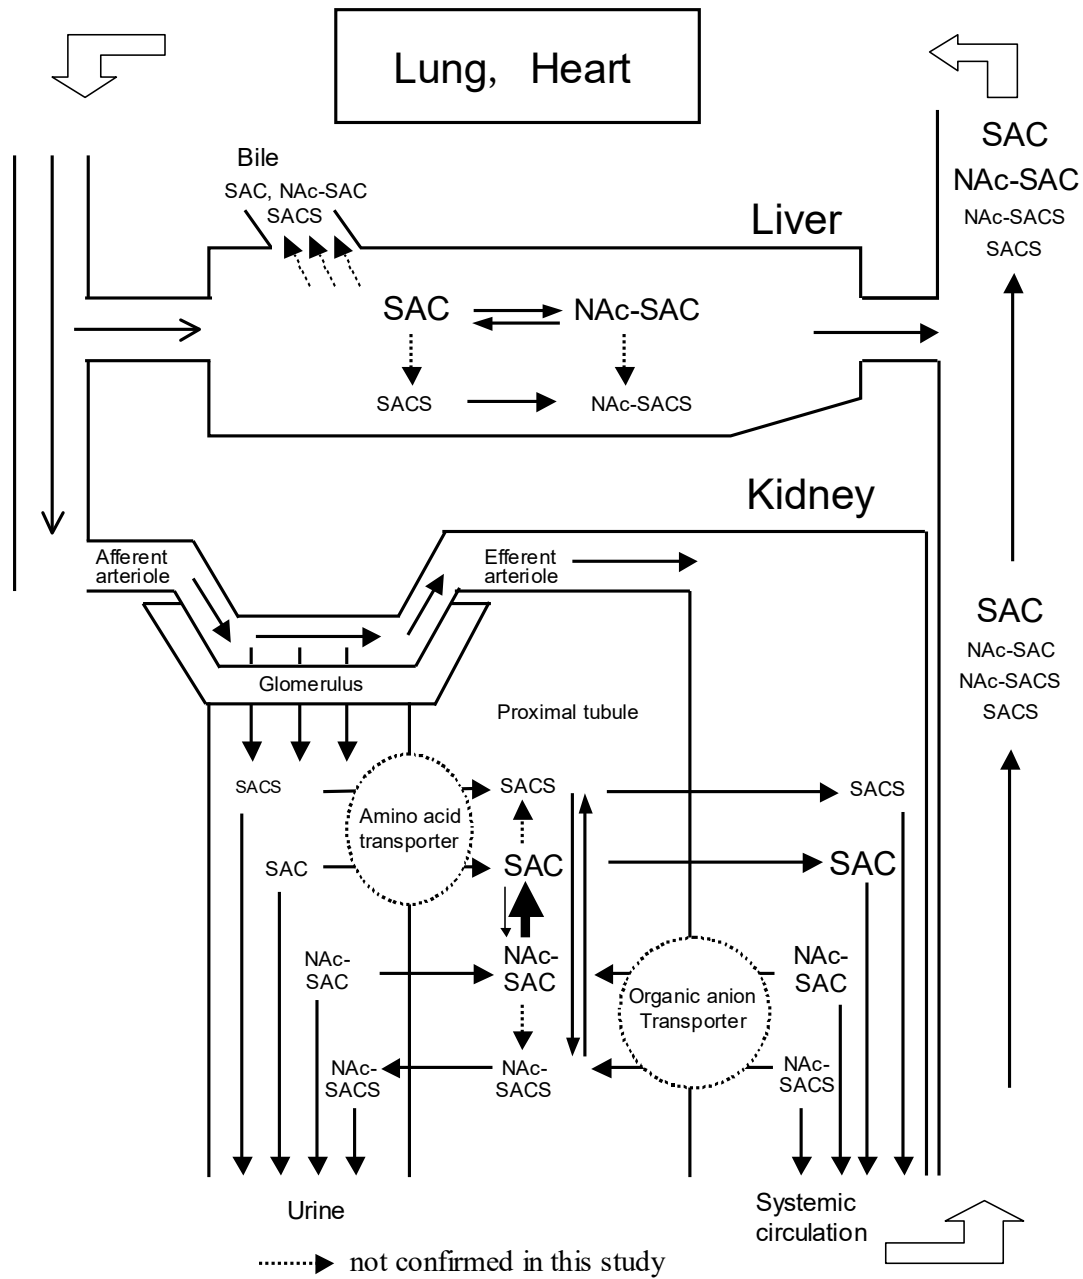 Lung, Heart
SAC
NAc-SAC
NAc-SACS
SACS
Bile
SAC, NAc-SAC
SACS
Liver
SAC
NAc-SAC
SACS
NAc-SACS
Kidney
Afferent
arteriole
Efferent
arteriole
SAC
NAc-SAC
NAc-SACS
SACS
Glomerulus
Proximal tubule
SACS
SACS
SACS
Amino acid
transporter
SAC
SAC
SAC
NAc-
SAC
NAc-
SAC
NAc-
SAC
Organic anion
Transporter
NAc-
SACS
NAc-
SACS
NAc-
SACS
Urine
Systemic
circulation
not confirmed in this study